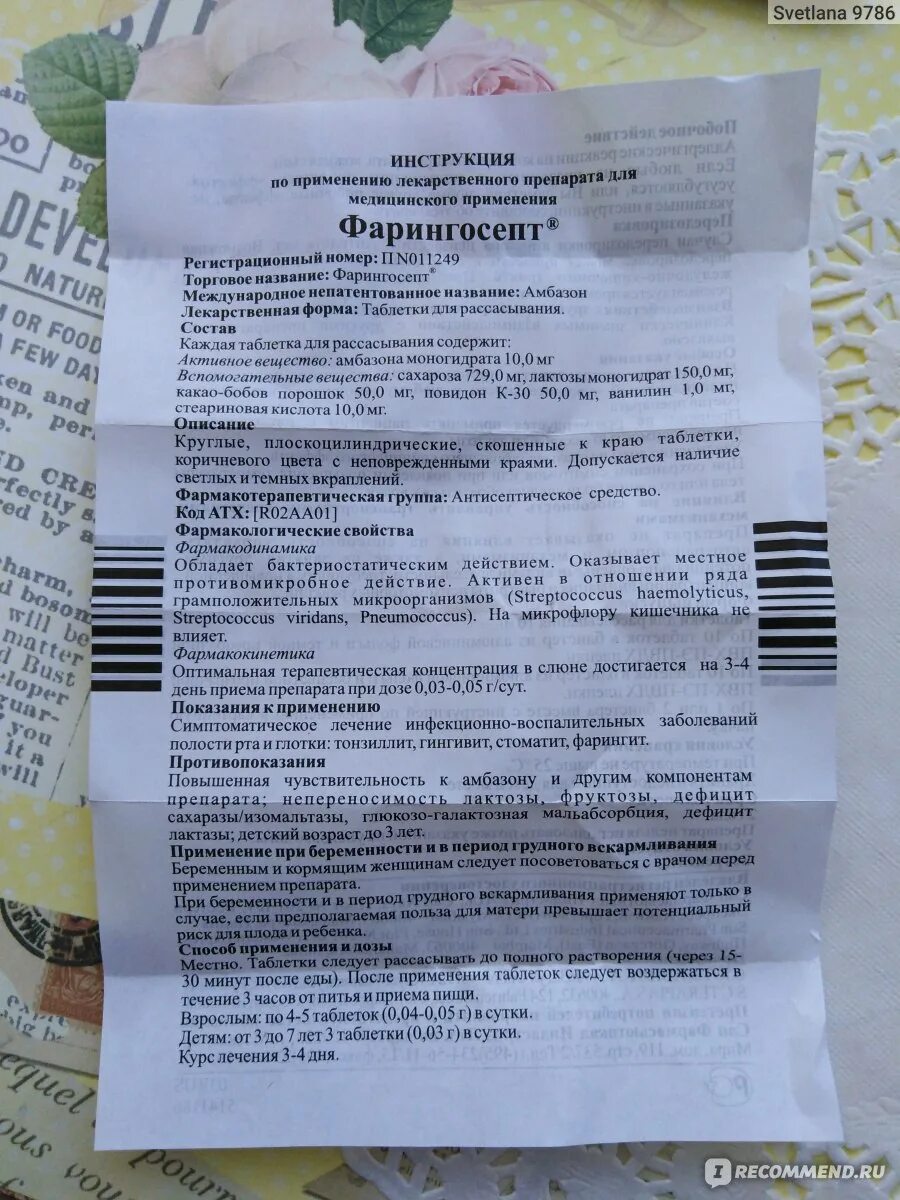 Svetlana 9786
ИНСТРУКЦИЯ
по применению лекарственного препарата для
медицинского применения
Фарингосепт®
Регистрационный номер: П N011249
Торговое название: Фарингосепт®
Международное непатентованное название: Амбазон
Лекарственная форма: Таблетки для рассасывания.
Состав
Каждая таблетка для рассасывания содержит:
Активное вещество: амбазона моногидрата 10,0 мг
Вспомогательные вещества: сахароза 729,0 мг, лактозы моногидрат 150,0 мг,
какао-бобов порошок 50,0 мг, повидон К-30 50,0 мг, ванилин 1,0 мг,
стеариновая кислота 10,0 мг.
Описание
Круглые, плоскоцилиндрические, скошенные к краю таблетки,
коричневого цвета с неповрежденными краями. Допускается наличие
светлых и темных вкраплений.
Фармакотерапевтическая группа: Антисептическое средство.
Код АТХ: [R02AA01]
Фармакологические свойства
Фармакодинамика
Обладает бактериостатическим действием. Оказывает местное
противомикробное действие. Активен в отношении ряда
грамположительных микроорганизмов (Streptococcus haemolyticus,
Streptococcus viridans, Pneumococcus). На микрофлору кишечника не
влияет.
Фармакокинетика
Оптимальная терапевтическая концентрация в слюне достигается на 3-4
день приема препарата при дозе 0,03-0,05 г/сут.
Показания к применению
Симптоматическое лечение инфекционно-воспалительных заболеваний
полости рта и глотки: тонзиллит, гингивит, стоматит, фарингит.
Противопоказания
Повышенная чувствительность к амбазону и другим компонентам
препарата; непереносимость лактозы, фруктозы, дефицит
сахаразы/изомальтазы, глюкозо-галактозная мальабсорбция, дефицит
лактазы; детский возраст до 3 лет.
Применение при беременности и в период грудного вскармливания
Беременным и кормящим женщинам следует посоветоваться с врачом перед
применением препарата.
При беременности и в период грудного вскармливания применяют только в
случае, если предполагаемая польза для матери превышает потенциальный
риск для плода и ребенка.
Способ применения и дозы
Местно. Таблетки следует рассасывать до полного растворения (через 15-
30 минут после еды). После применения таблеток следует воздержаться в
течение 3 часов от питья и приема пищи.
Взрослым: по 4-5 таблеток (0,04-0,05 г) в сутки.
Детям: от 3 до 7 лет 3 таблетки (0,03 г) в сутки.
Курс лечения 3-4 дня.
DEVEL
NATUR
OR FOOD
A FEW DAY
I RECOMMEND.RU